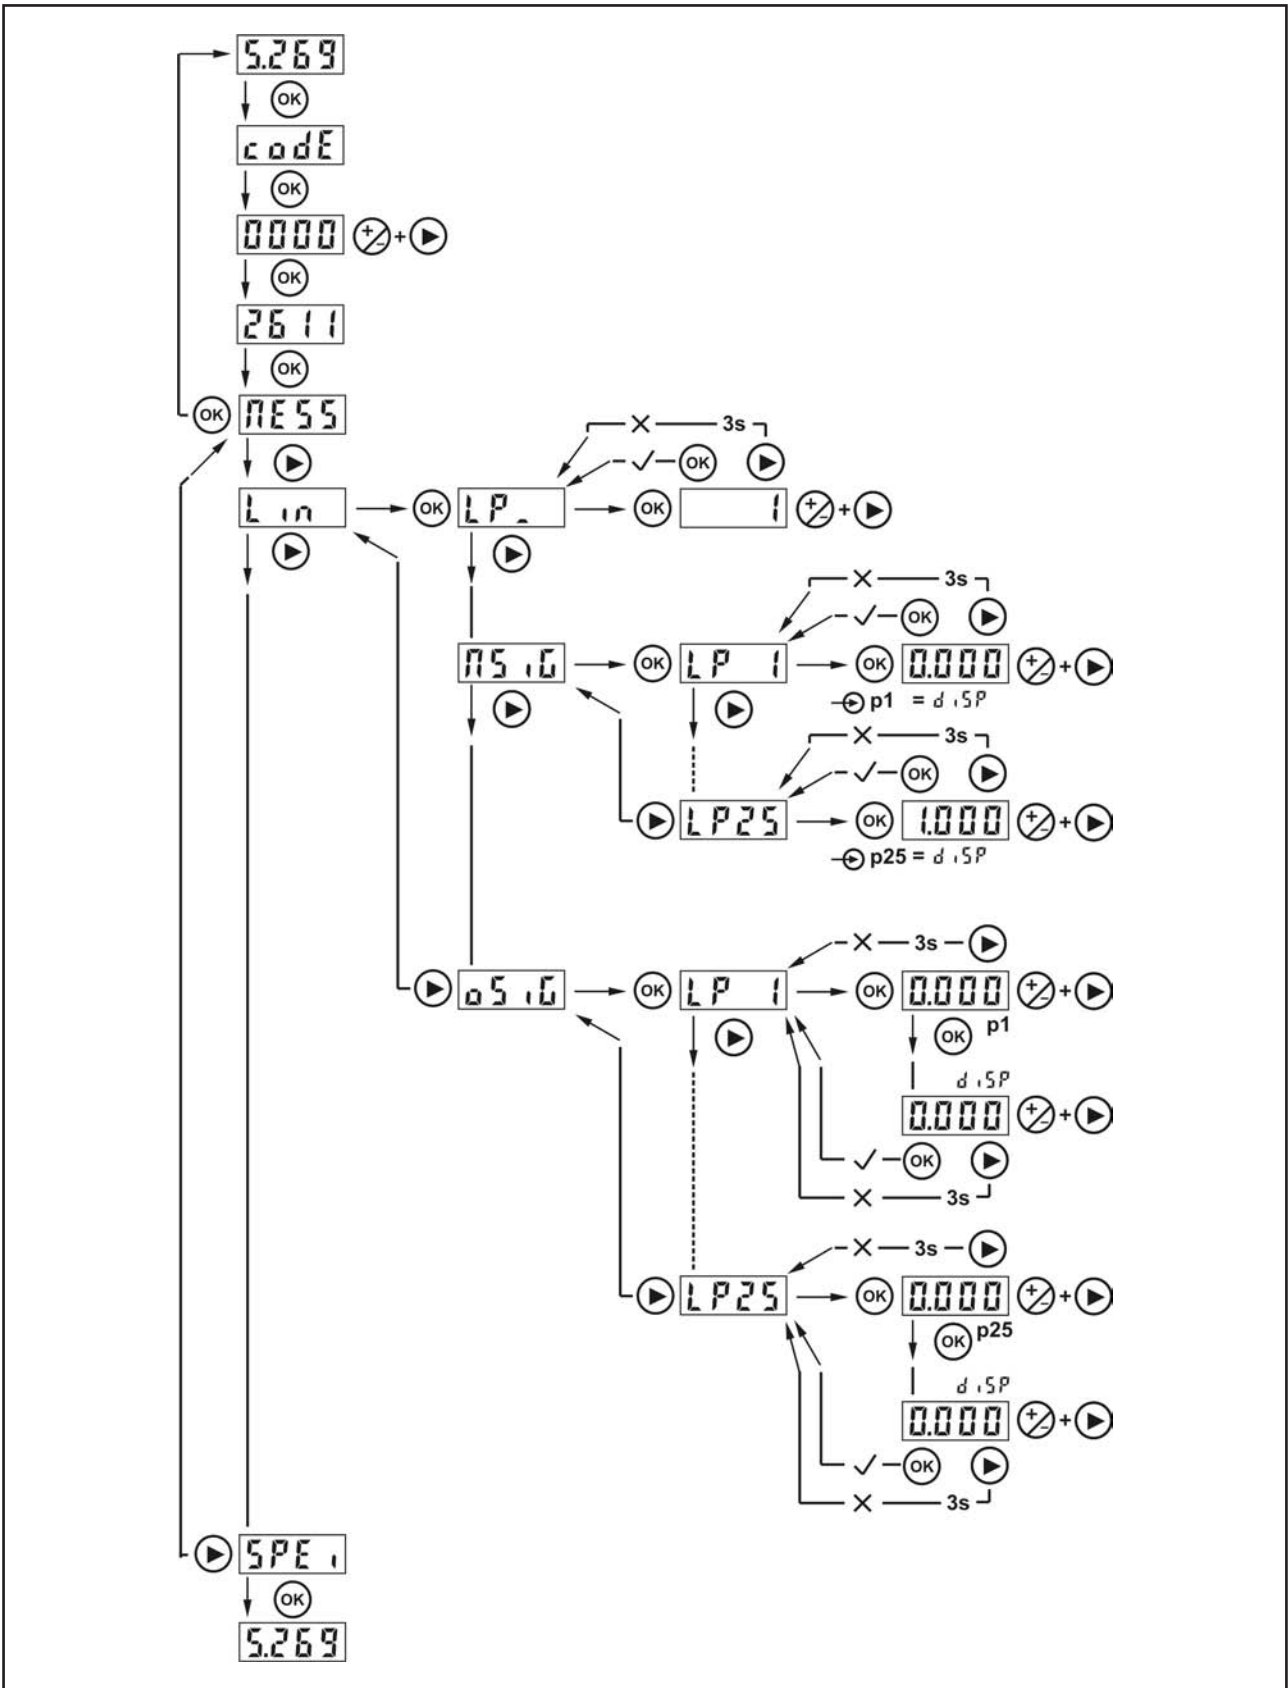 5.269
OK
codE
OK
0000 +/- +
OK
2611
OK
OK MESS
3s
OK
Lin OK LP_ OK 1 +/- +
3s
OK
MSiG OK LP 1 OK 0.000 +/- +
p1 = diSP
3s
OK
LP25 OK 1.000 +/- +
p25 = diSP
3s
oSiG OK LP 1 OK 0.000 +/- +
OK p1
diSP
0.000 +/- +
OK
3s
3s
LP25 OK 0.000 +/- +
OK p25
diSP
0.000 +/- +
OK
3s
SPEi
OK
5.269